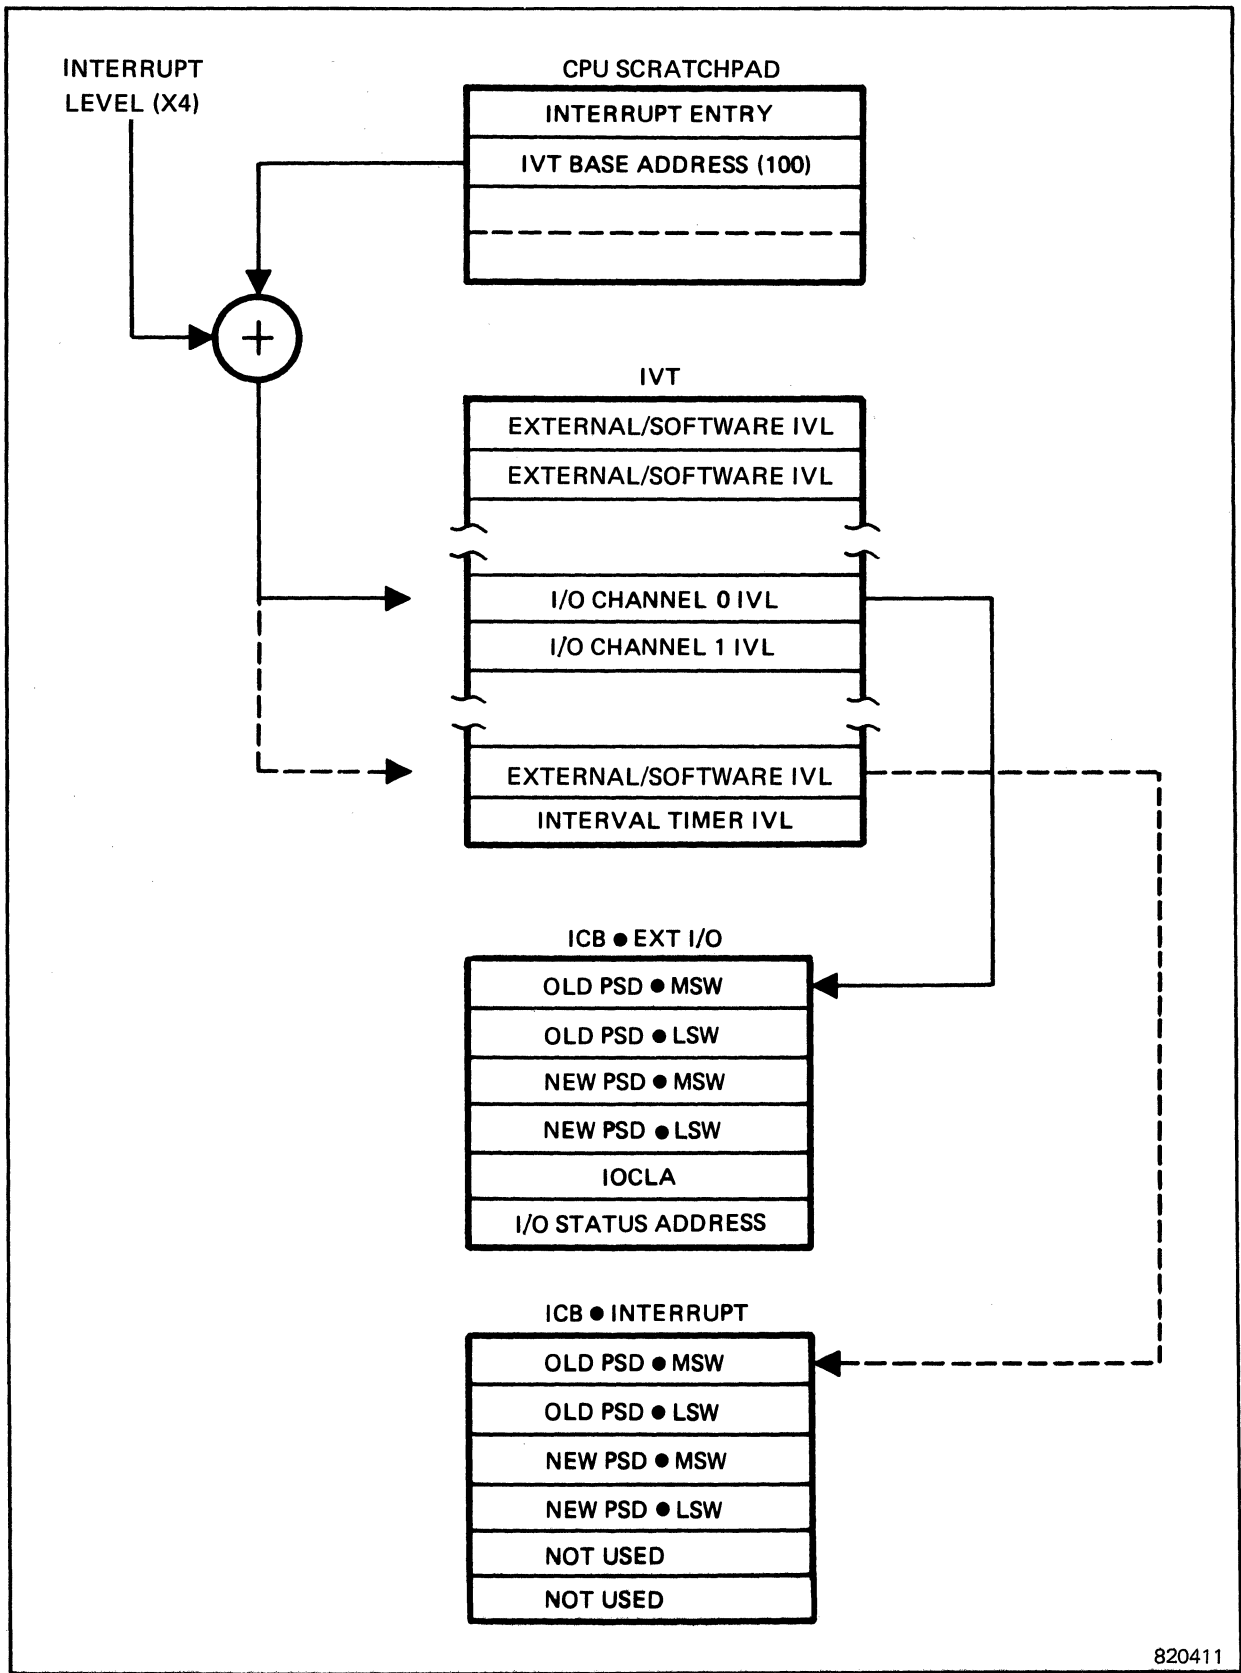 INTERRUPT
LEVEL (X4)
CPU SCRATCHPAD
INTERRUPT ENTRY
IVT BASE ADDRESS (100)
+
IVT
EXTERNAL/SOFTWARE IVL
EXTERNAL/SOFTWARE IVL
I/O CHANNEL 0 IVL
I/O CHANNEL 1 IVL
EXTERNAL/SOFTWARE IVL
INTERVAL TIMER IVL
ICB ● EXT I/O
OLD PSD ● MSW
OLD PSD ● LSW
NEW PSD ● MSW
NEW PSD ● LSW
IOCLA
I/O STATUS ADDRESS
ICB ● INTERRUPT
OLD PSD ● MSW
OLD PSD ● LSW
NEW PSD ● MSW
NEW PSD ● LSW
NOT USED
NOT USED
820411